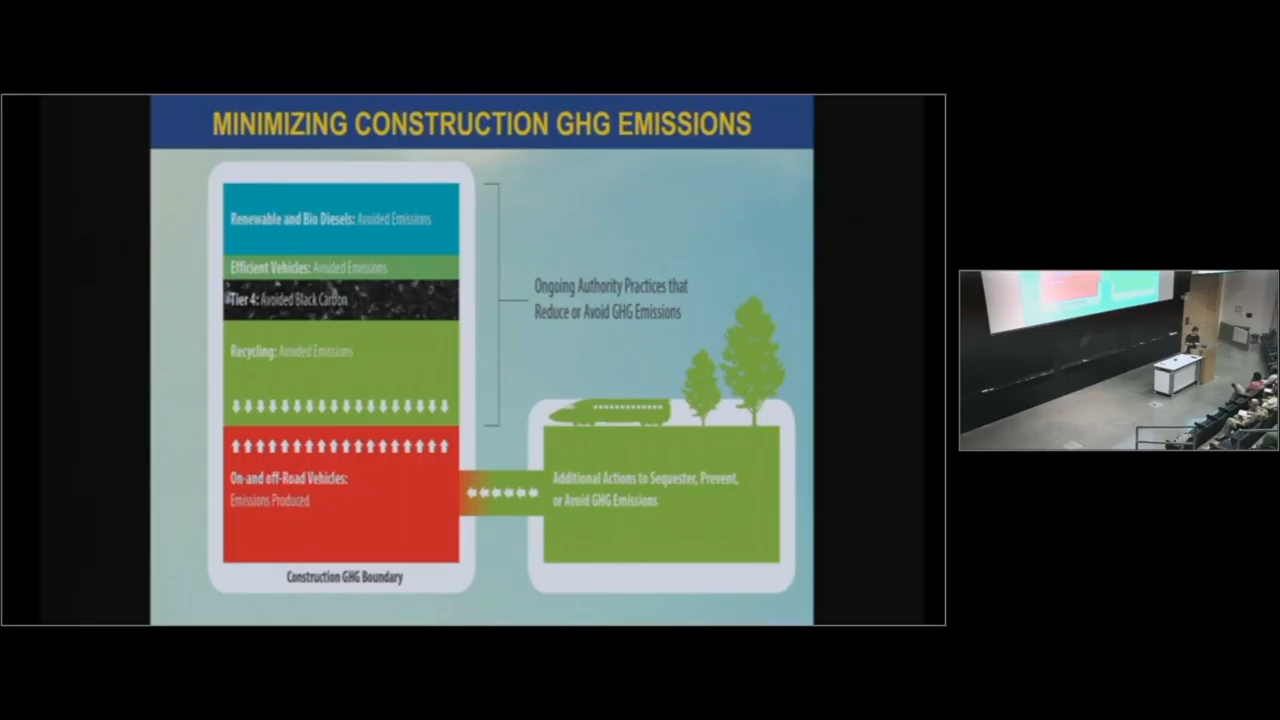 MINIMIZING CONSTRUCTION GHG EMISSIONS
Renewable and Bio Diesels: Avoided Emissions
Efficient Vehicles: Avoided Emissions
Tier 4: Avoided Black Carbon
Recycling: Avoided Emissions
Ongoing Authority Practices that
Reduce or Avoid GHG Emissions
On-and off-Road Vehicles:
Emissions Produced
Additional Actions to Sequester, Prevent,
or Avoid GHG Emissions
Construction GHG Boundary